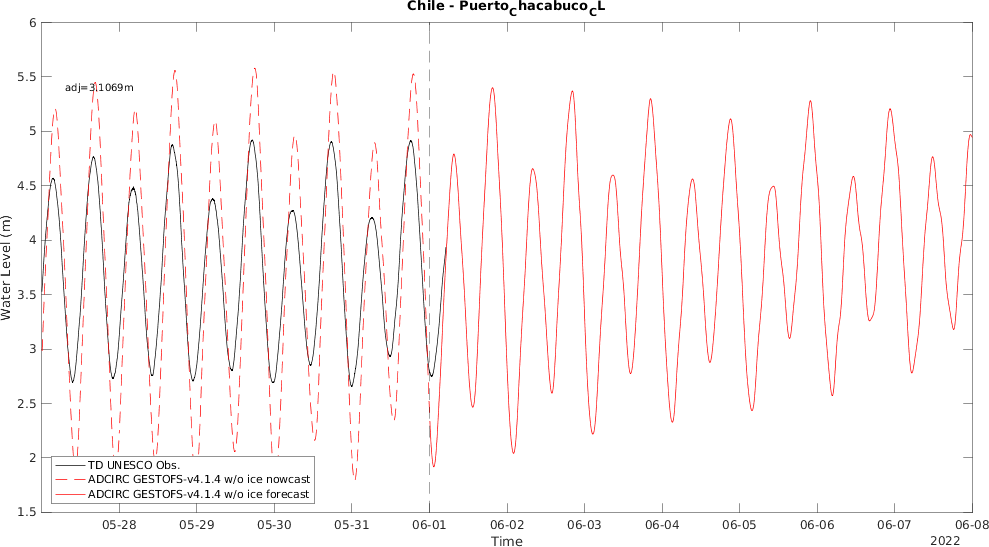 Chile - PuertoChacabucoCL
6
5.5
5
4.5
4
3.5
3
2.5
2
1.5
Water Level (m)
adj=3.1069m
TD UNESCO Obs.
ADCIRC GESTOFS-v4.1.4 w/o ice nowcast
ADCIRC GESTOFS-v4.1.4 w/o ice forecast
05-28 05-29 05-30 05-31 06-01 06-02 06-03 06-04 06-05 06-06 06-07 06-08
Time
2022